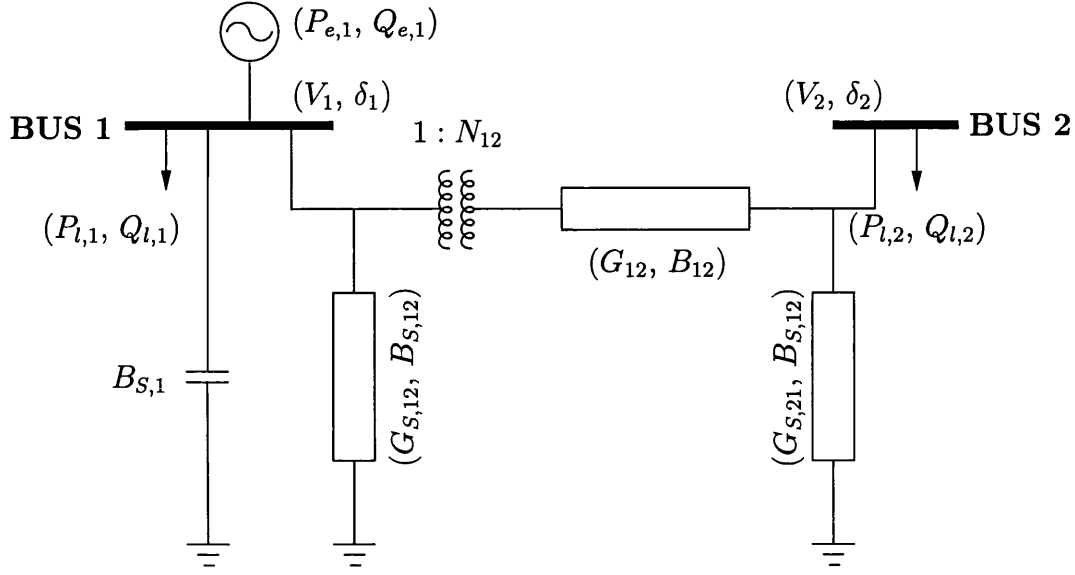 (P_{e,1}, Q_{e,1})
(V_1, δ_1)
(V_2, δ_2)
BUS 1
1 : N_{12}
BUS 2
(P_{l,1}, Q_{l,1})
(P_{l,2}, Q_{l,2})
(G_{12}, B_{12})
B_{S,1}
(G_{S,12}, B_{S,12})
(G_{S,21}, B_{S,12})